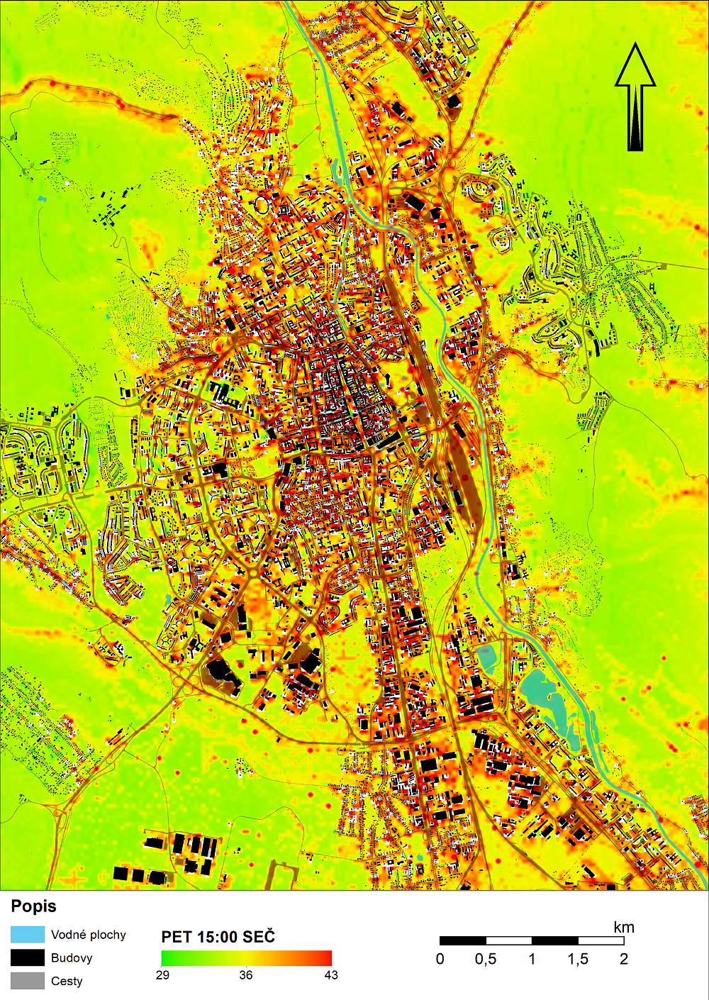 Popis
Vodné plochy
Budovy
Cesty
PET 15:00 SEČ
29 36 43
km
0 0,5 1 1,5 2